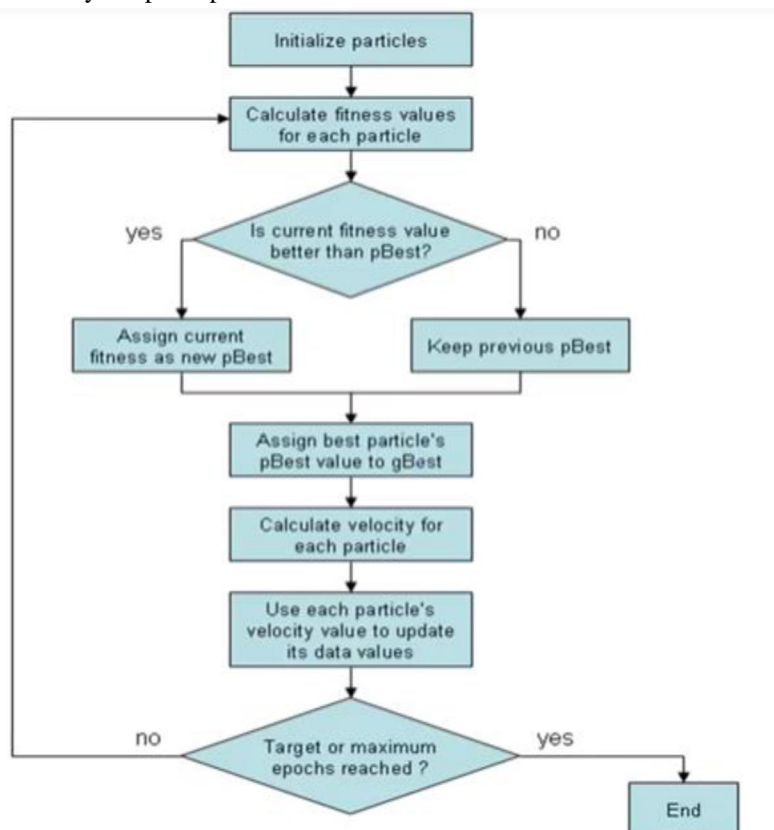 Initialize particles
Calculate fitness values
for each particle
Is current fitness value
better than pBest?
yes
no
Assign current
fitness as new pBest
Keep previous pBest
Assign best particle's
pBest value to gBest
Calculate velocity for
each particle
Use each particle's
velocity value to update
its data values
Target or maximum
epochs reached ?
no
yes
End